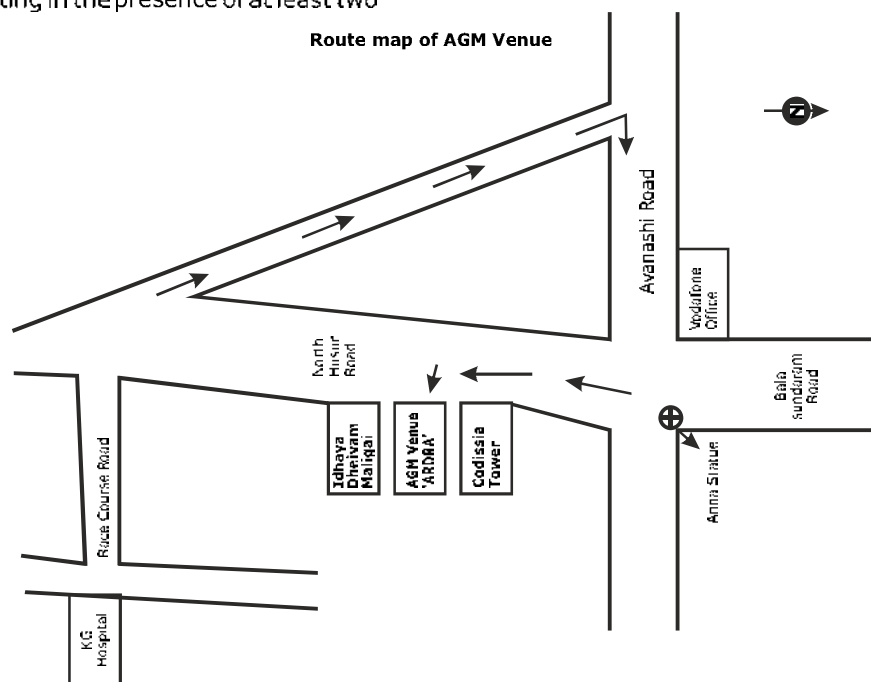 ting in the presence of at least two
Route map of AGM Venue
N
Avanashi Road
Vodafone
Office
North
Husur
Road
Bala
sundaram
Road
Idhaya
Dheivam
Maligai
AGM Venue
'ARDRA'
Codissia
Tower
Anna Statue
Race Course Road
KG
Hospital